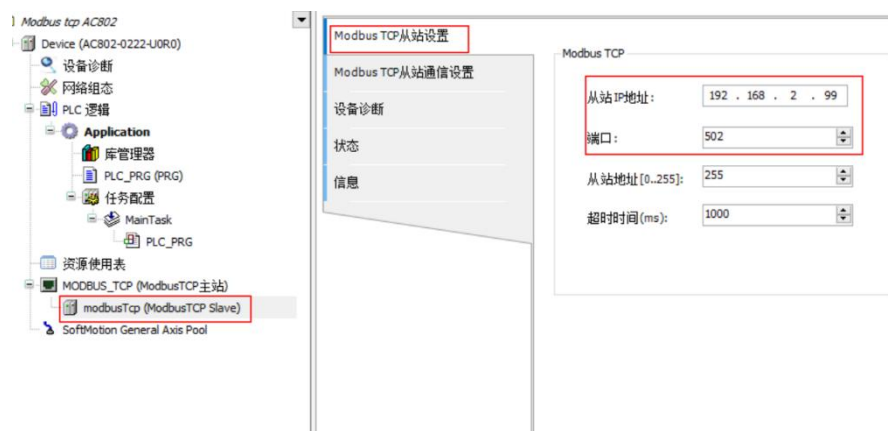 Modbus tcp AC802
Device (AC802-0222-U0R0)
设备诊断
网络组态
PLC 逻辑
Application
库管理器
PLC_PRG (PRG)
任务配置
MainTask
PLC_PRG
资源使用表
MODBUS_TCP (ModbusTCP主站)
modbusTcp (ModbusTCP Slave)
SoftMotion General Axis Pool
Modbus TCP从站设置
Modbus TCP从站通信设置
设备诊断
状态
信息
Modbus TCP
从站IP地址: 192 . 168 . 2 . 99
端口: 502
从站地址[0..255]: 255
超时时间(ms): 1000